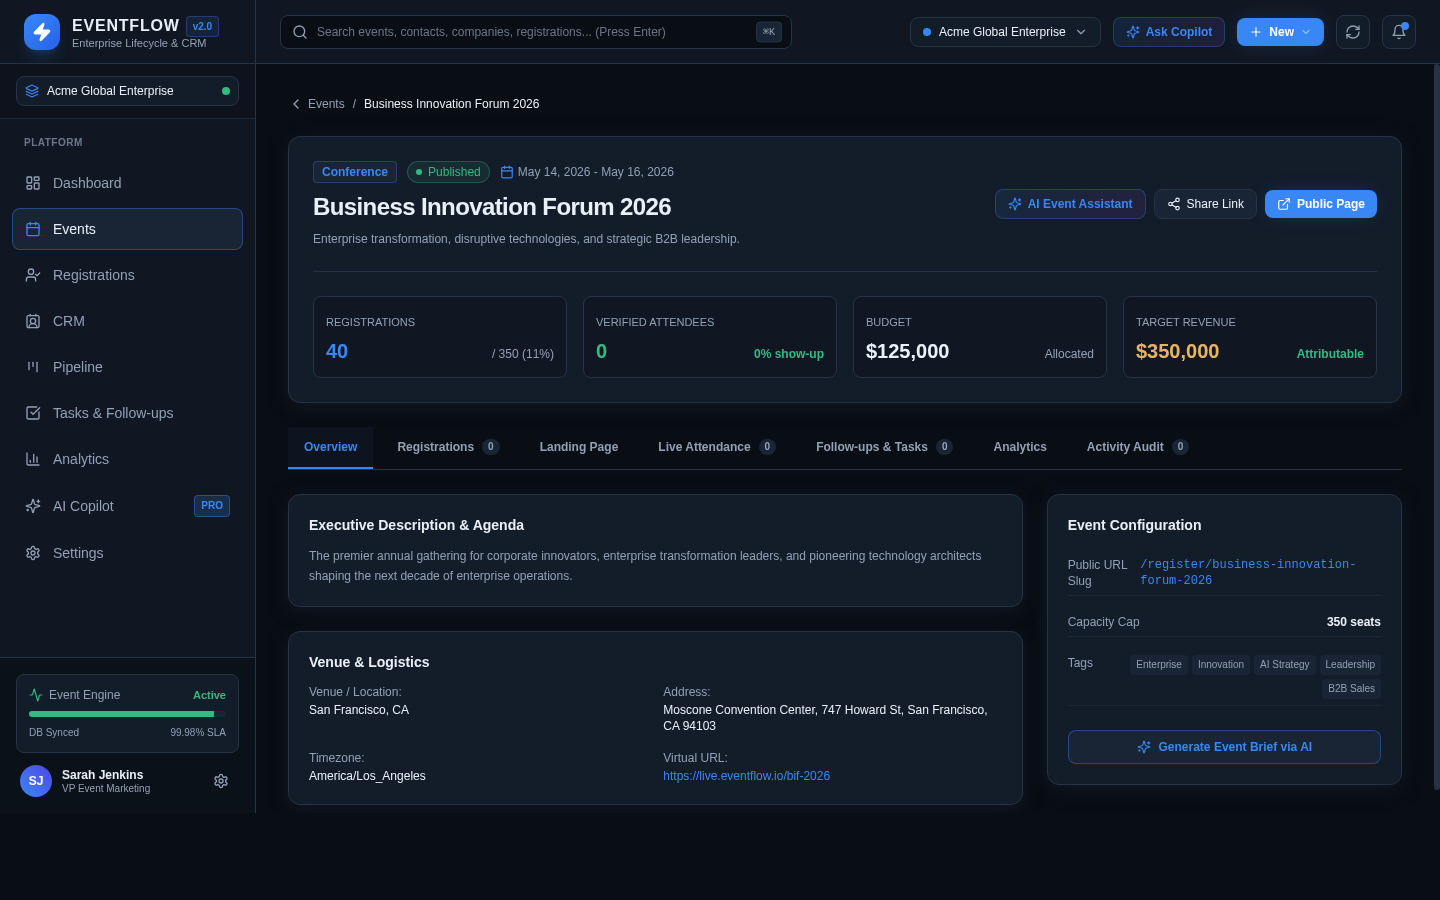 EVENTFLOW v2.0
Enterprise Lifecycle & CRM
Search events, contacts, companies, registrations... (Press Enter) ⌘K
Acme Global Enterprise
Ask Copilot
New
Acme Global Enterprise
PLATFORM
Dashboard
Events
Registrations
CRM
Pipeline
Tasks & Follow-ups
Analytics
AI Copilot PRO
Settings
Event Engine Active
DB Synced 99.98% SLA
SJ
Sarah Jenkins
VP Event Marketing
Events / Business Innovation Forum 2026
Conference Published May 14, 2026 - May 16, 2026
Business Innovation Forum 2026
Enterprise transformation, disruptive technologies, and strategic B2B leadership.
AI Event Assistant Share Link Public Page
REGISTRATIONS
40 / 350 (11%)
VERIFIED ATTENDEES
0 0% show-up
BUDGET
$125,000 Allocated
TARGET REVENUE
$350,000 Attributable
Overview Registrations 0 Landing Page Live Attendance 0 Follow-ups & Tasks 0 Analytics Activity Audit 0
Executive Description & Agenda
The premier annual gathering for corporate innovators, enterprise transformation leaders, and pioneering technology architects
shaping the next decade of enterprise operations.
Venue & Logistics
Venue / Location:
San Francisco, CA
Address:
Moscone Convention Center, 747 Howard St, San Francisco,
CA 94103
Timezone:
America/Los_Angeles
Virtual URL:
https://live.eventflow.io/bif-2026
Event Configuration
Public URL
Slug
/register/business-innovation-
forum-2026
Capacity Cap 350 seats
Tags Enterprise Innovation AI Strategy Leadership
B2B Sales
Generate Event Brief via AI